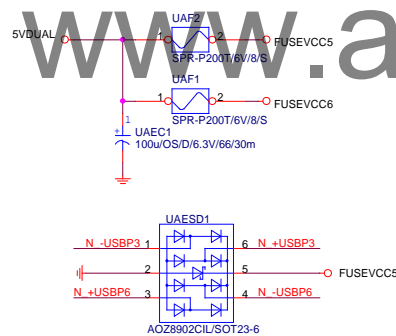 www.a
UAF2
5VDUAL
1
2
FUSEVCC5
SPR-P200T/6V/8/S
UAF1
1
2
FUSEVCC6
SPR-P200T/6V/8/S
1
+
UAEC1
100u/OS/D/6.3V/66/30m
UAESD1
N_-USBP3
1
6
N_+USBP3
2
5
FUSEVCC5
N_+USBP6
3
4
N_-USBP6
AOZ8902CIL/SOT23-6